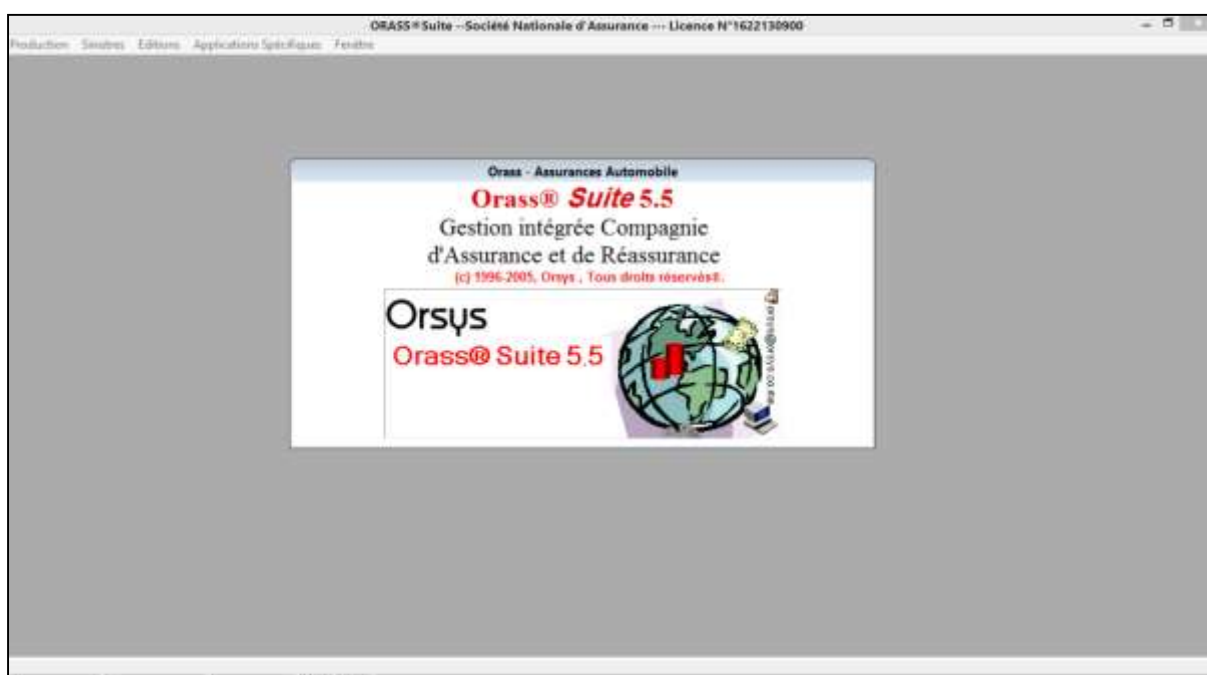 ORASS®Suite --Société Nationale d'Assurance --- Licence N°1622130900
Production Sinistres Editions Applications Spécifiques Fenêtre
Orass - Assurances Automobile
Orass® Suite 5.5
Gestion intégrée Compagnie
d'Assurance et de Réassurance
(c) 1996-2005, Orsys , Tous droits réservés®.
Orsys
Orass® Suite 5.5